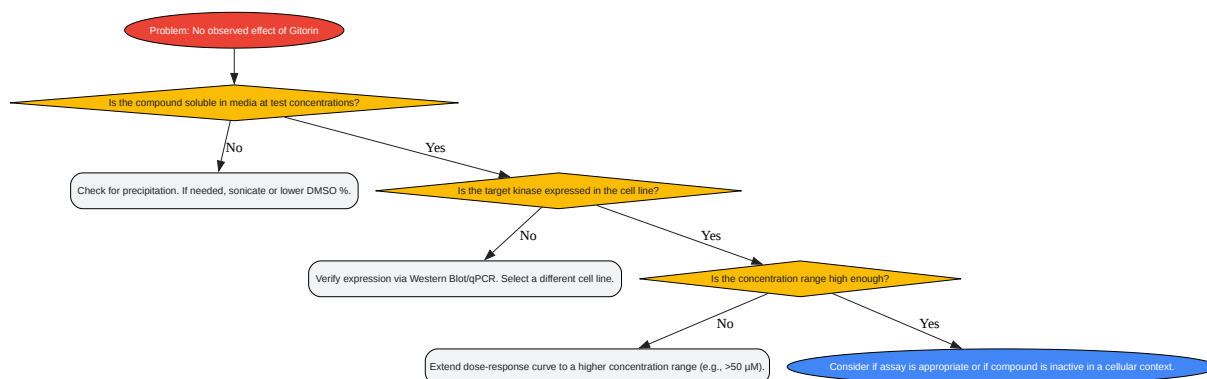 Problem: No observed effect of Gitorin
Is the compound soluble in media at test concentrations?
No
Yes
Check for precipitation. If needed, sonicate or lower DMSO %.
Is the target kinase expressed in the cell line?
No
Yes
Verify expression via Western Blot/qPCR. Select a different cell line.
Is the concentration range high enough?
No
Yes
Extend dose-response curve to a higher concentration range (e.g., >50 µM).
Consider if assay is appropriate or if compound is inactive in a cellular context.